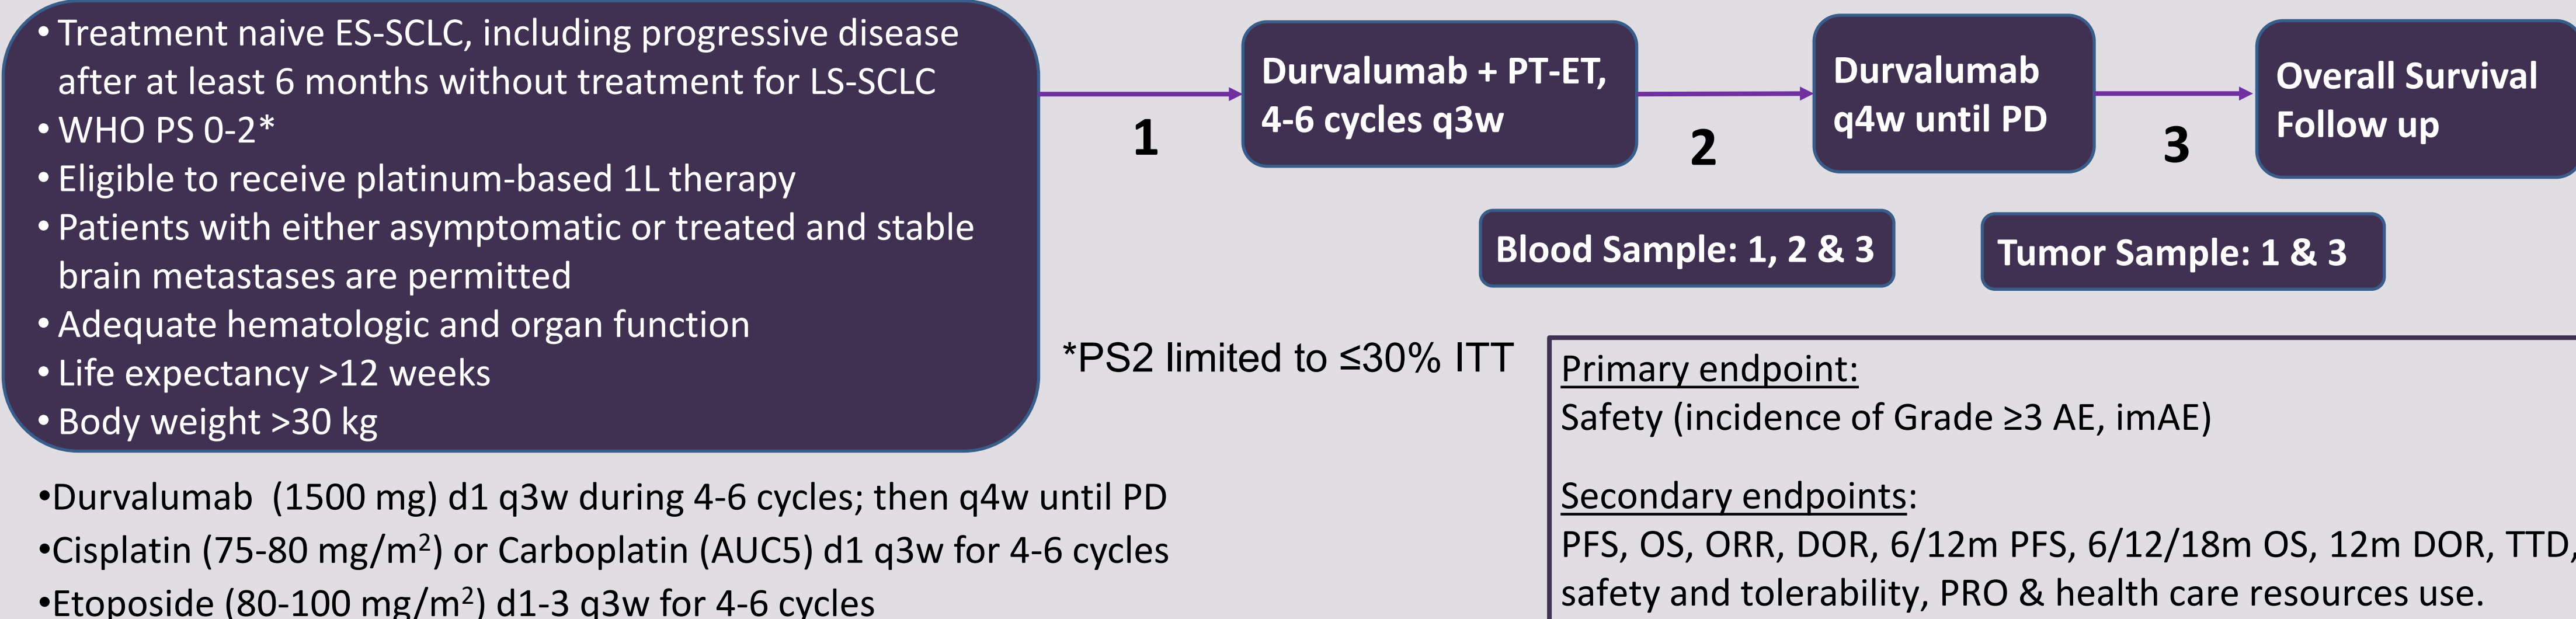 • Treatment naive ES-SCLC, including progressive disease
after at least 6 months without treatment for LS-SCLC
• WHO PS 0-2*
• Eligible to receive platinum-based 1L therapy
• Patients with either asymptomatic or treated and stable
brain metastases are permitted
• Adequate hematologic and organ function
• Life expectancy >12 weeks
• Body weight >30 kg
1
Durvalumab + PT-ET,
4-6 cycles q3w
2
Durvalumab
q4w until PD
3
Overall Survival
Follow up
Blood Sample: 1, 2 & 3
Tumor Sample: 1 & 3
*PS2 limited to ≤30% ITT
•Durvalumab (1500 mg) d1 q3w during 4-6 cycles; then q4w until PD
•Cisplatin (75-80 mg/m²) or Carboplatin (AUC5) d1 q3w for 4-6 cycles
•Etoposide (80-100 mg/m²) d1-3 q3w for 4-6 cycles
Primary endpoint:
Safety (incidence of Grade ≥3 AE, imAE)
Secondary endpoints:
PFS, OS, ORR, DOR, 6/12m PFS, 6/12/18m OS, 12m DOR, TTD,
safety and tolerability, PRO & health care resources use.